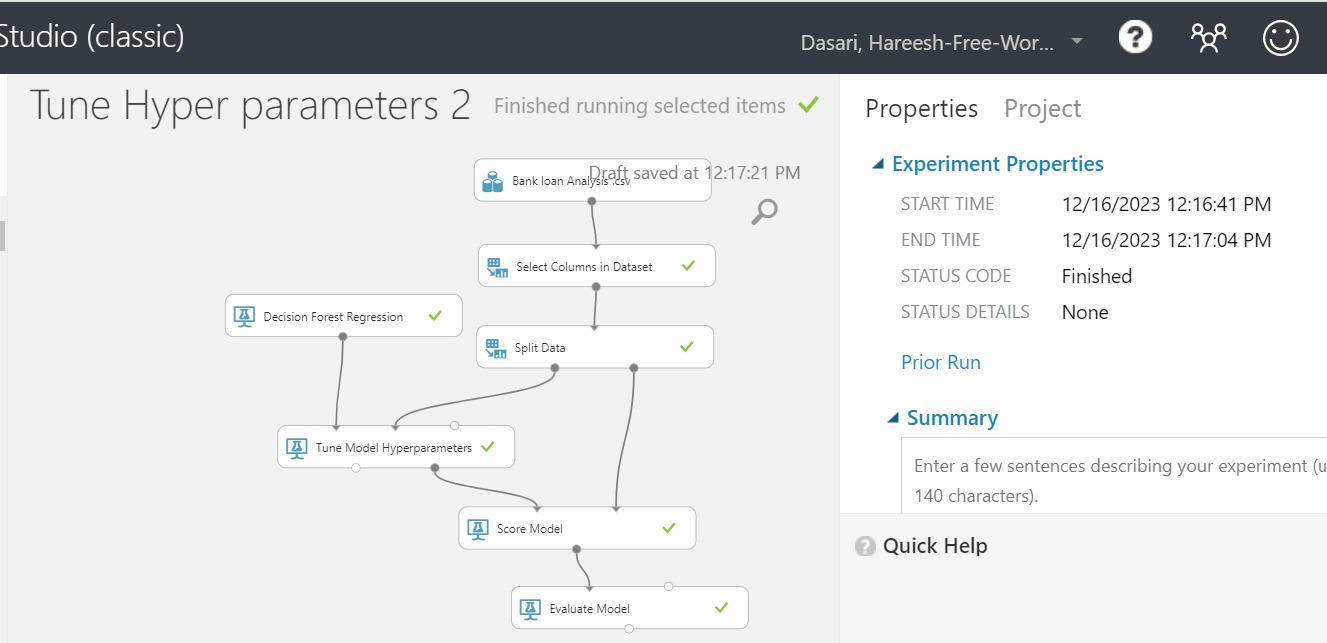 Studio (classic)
Dasari, Hareesh-Free-Wor...
Tune Hyper parameters 2
Finished running selected items
Draft saved at 12:17:21 PM
Bank loan Analysis .csv
Select Columns in Dataset
Decision Forest Regression
Split Data
Tune Model Hyperparameters
Score Model
Evaluate Model
Properties Project
Experiment Properties
START TIME 12/16/2023 12:16:41 PM
END TIME 12/16/2023 12:17:04 PM
STATUS CODE Finished
STATUS DETAILS None
Prior Run
Summary
Enter a few sentences describing your experiment (u
140 characters).
? Quick Help